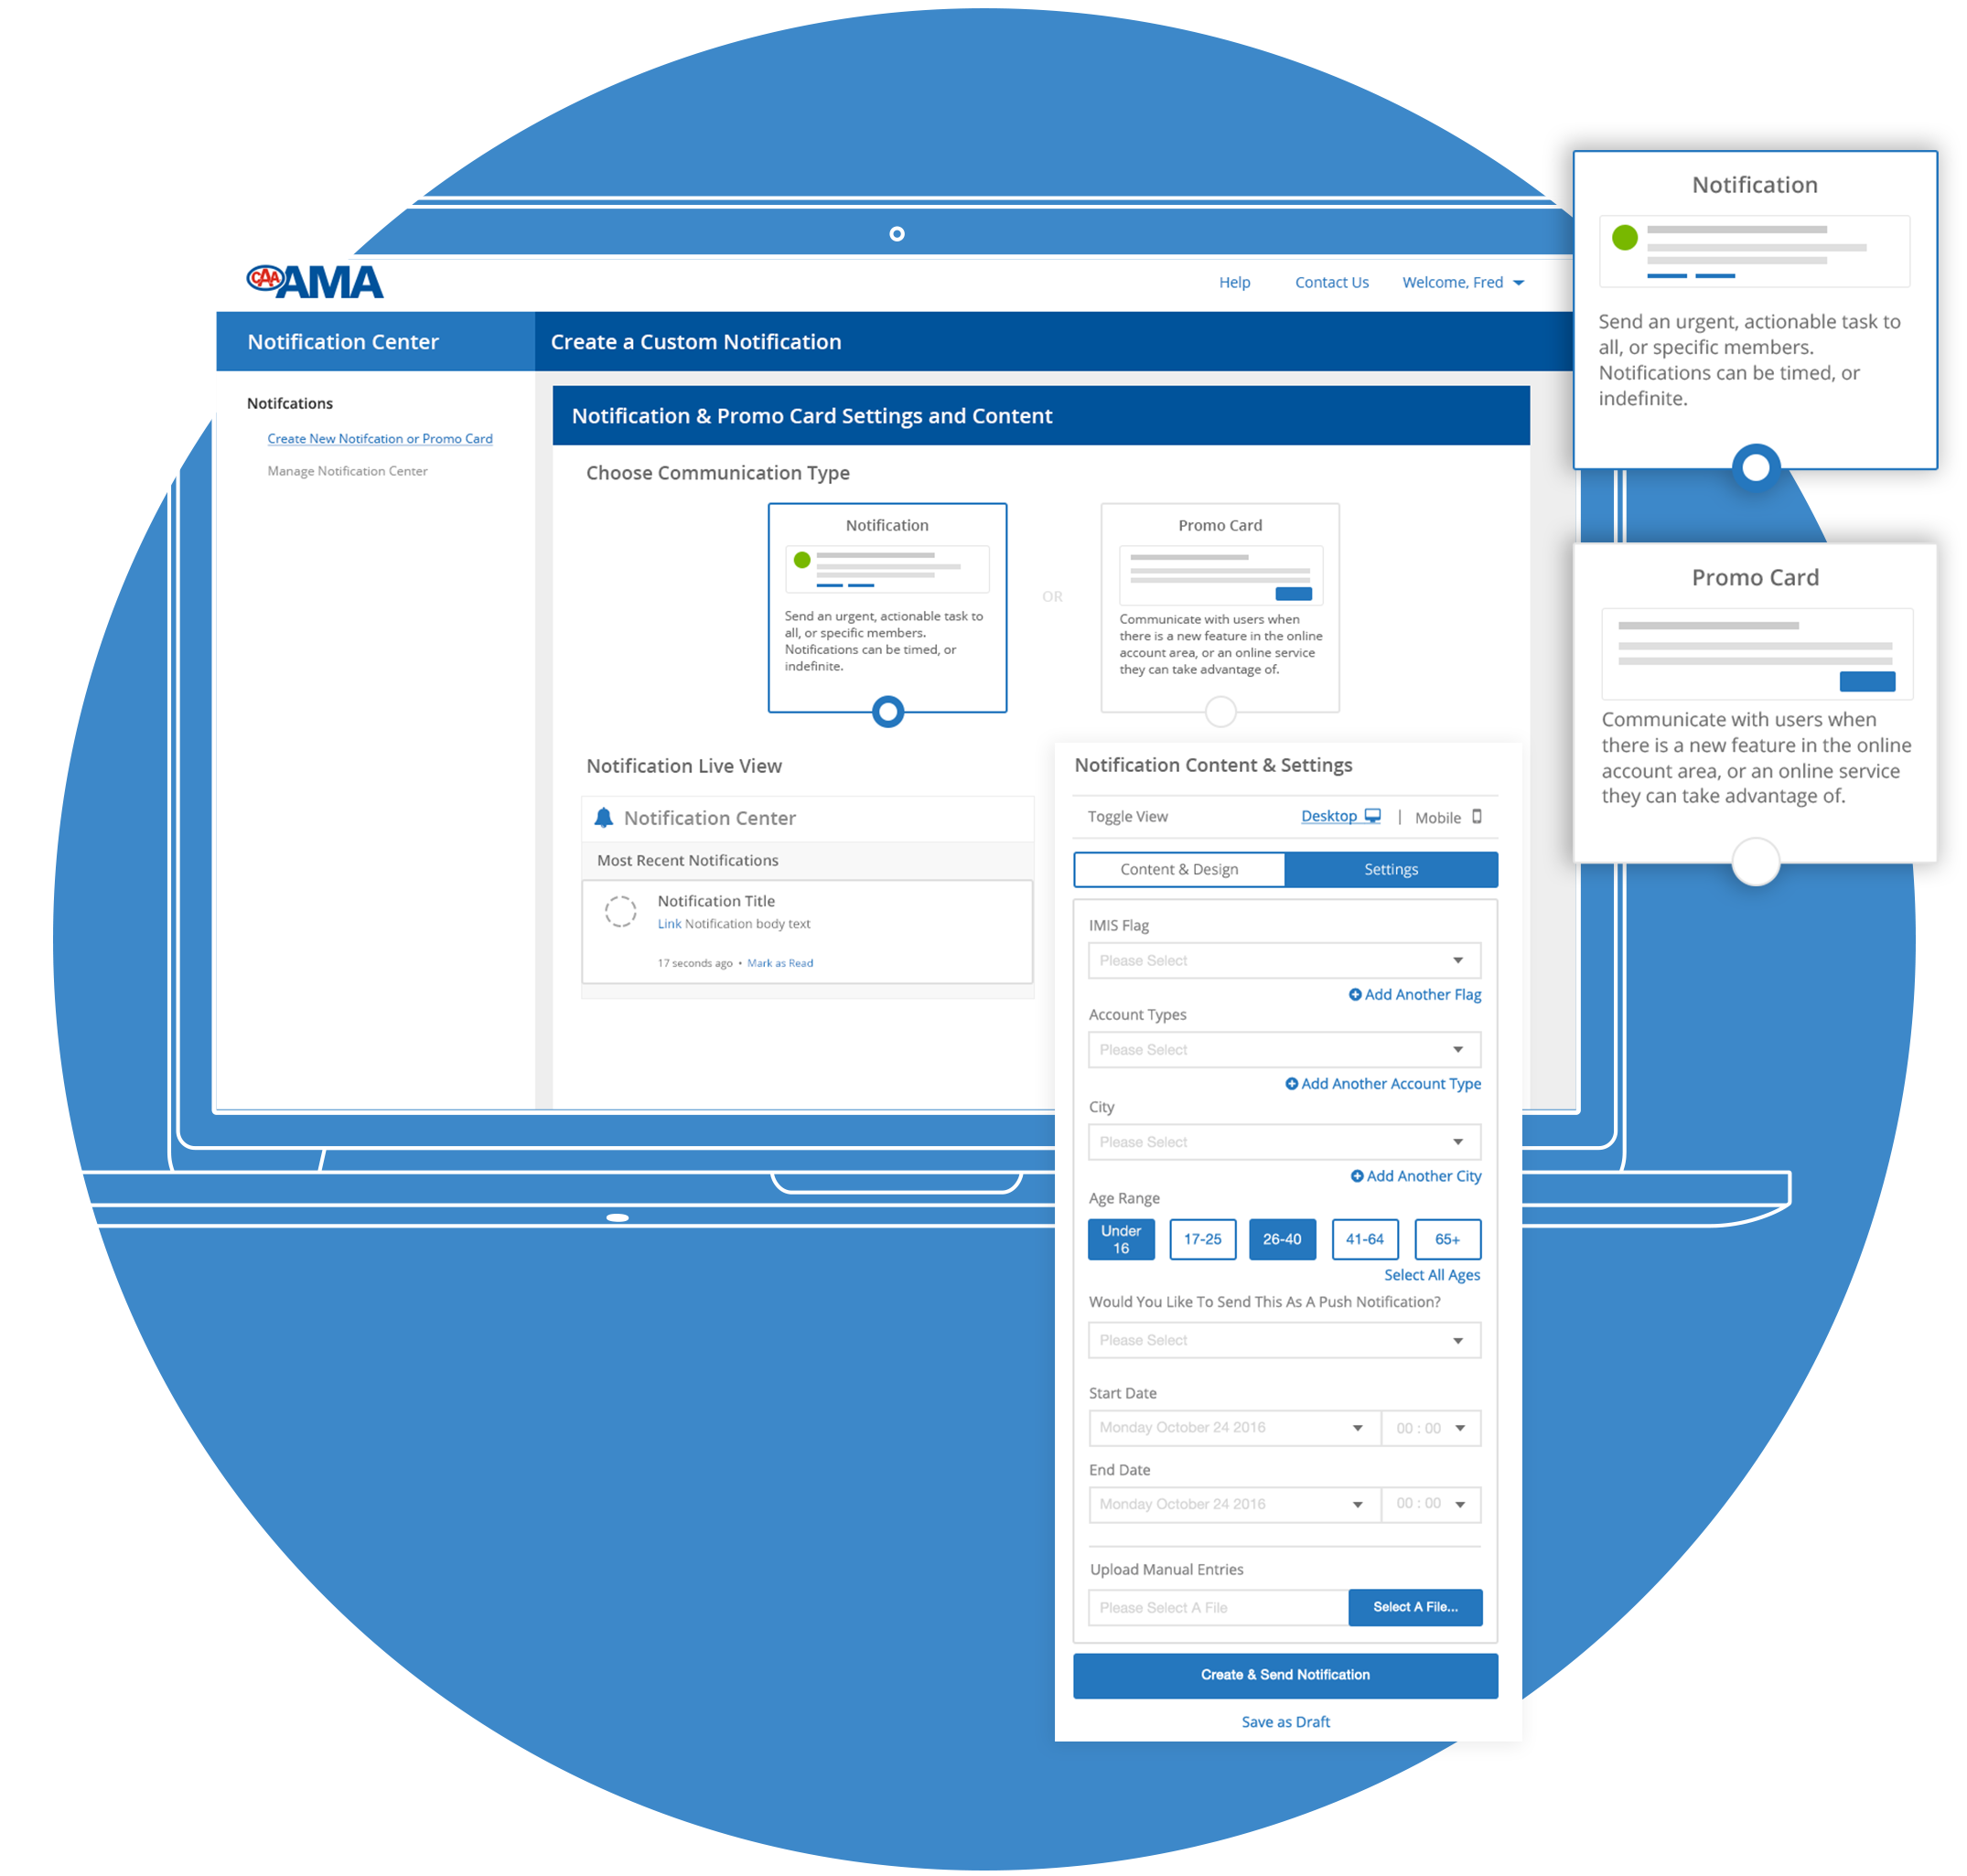 CAA AMA
Help
Contact Us
Welcome, Fred
Notification Center
Create a Custom Notification
Notifcations
Create New Notifcation or Promo Card
Manage Notification Center
Notification & Promo Card Settings and Content
Choose Communication Type
Notification
Send an urgent, actionable task to
all, or specific members.
Notifications can be timed, or
indefinite.
OR
Promo Card
Communicate with users when
there is a new feature in the online
account area, or an online service
they can take advantage of.
Notification Live View
Notification Center
Most Recent Notifications
Notification Title
Link Notification body text
17 seconds ago • Mark as Read
Notification Content & Settings
Toggle View
Desktop | Mobile
Content & Design
Settings
IMIS Flag
Please Select
Add Another Flag
Account Types
Please Select
Add Another Account Type
City
Please Select
Add Another City
Age Range
Under
16
17-25
26-40
41-64
65+
Select All Ages
Would You Like To Send This As A Push Notification?
Please Select
Start Date
Monday October 24 2016
00 : 00
End Date
Monday October 24 2016
00 : 00
Upload Manual Entries
Please Select A File
Select A File...
Create & Send Notification
Save as Draft
Notification
Send an urgent, actionable task to
all, or specific members.
Notifications can be timed, or
indefinite.
Promo Card
Communicate with users when
there is a new feature in the online
account area, or an online service
they can take advantage of.